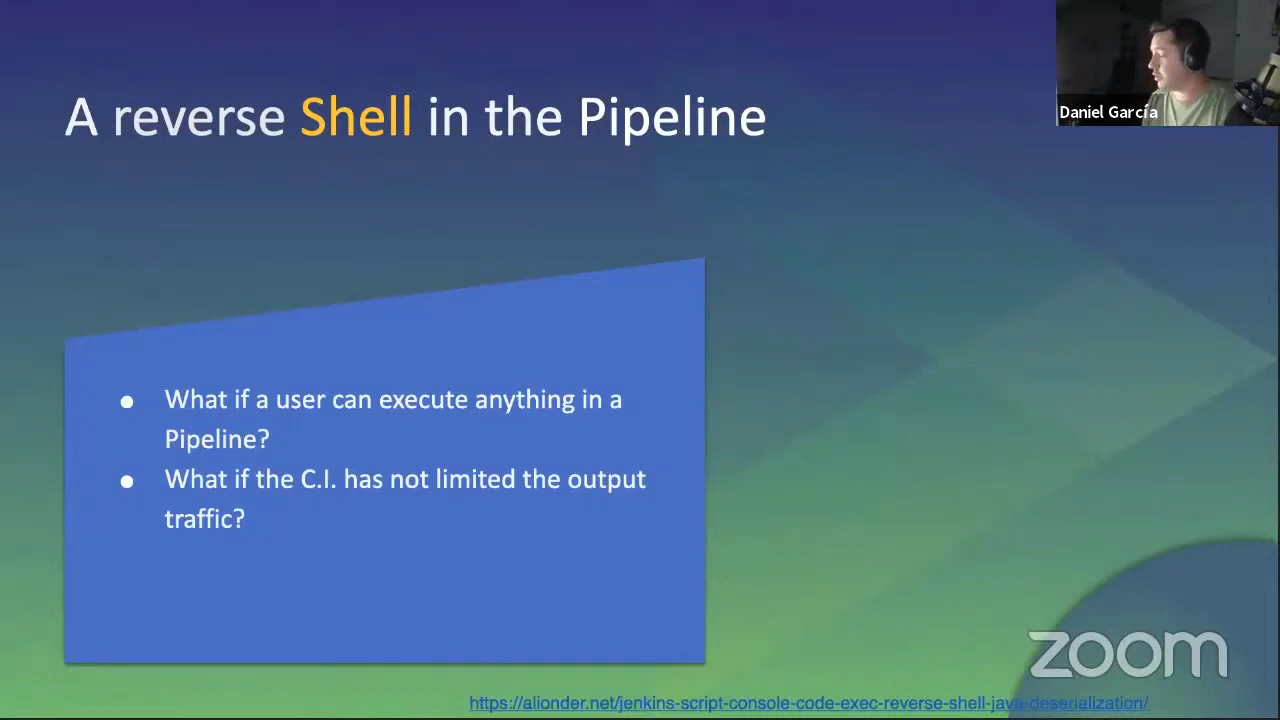 A reverse Shell in the Pipeline
Daniel García
● What if a user can execute anything in a
Pipeline?
● What if the C.I. has not limited the output
traffic?
zoom
https://alionder.net/jenkins-script-console-code-exec-reverse-shell-java-deserialization/